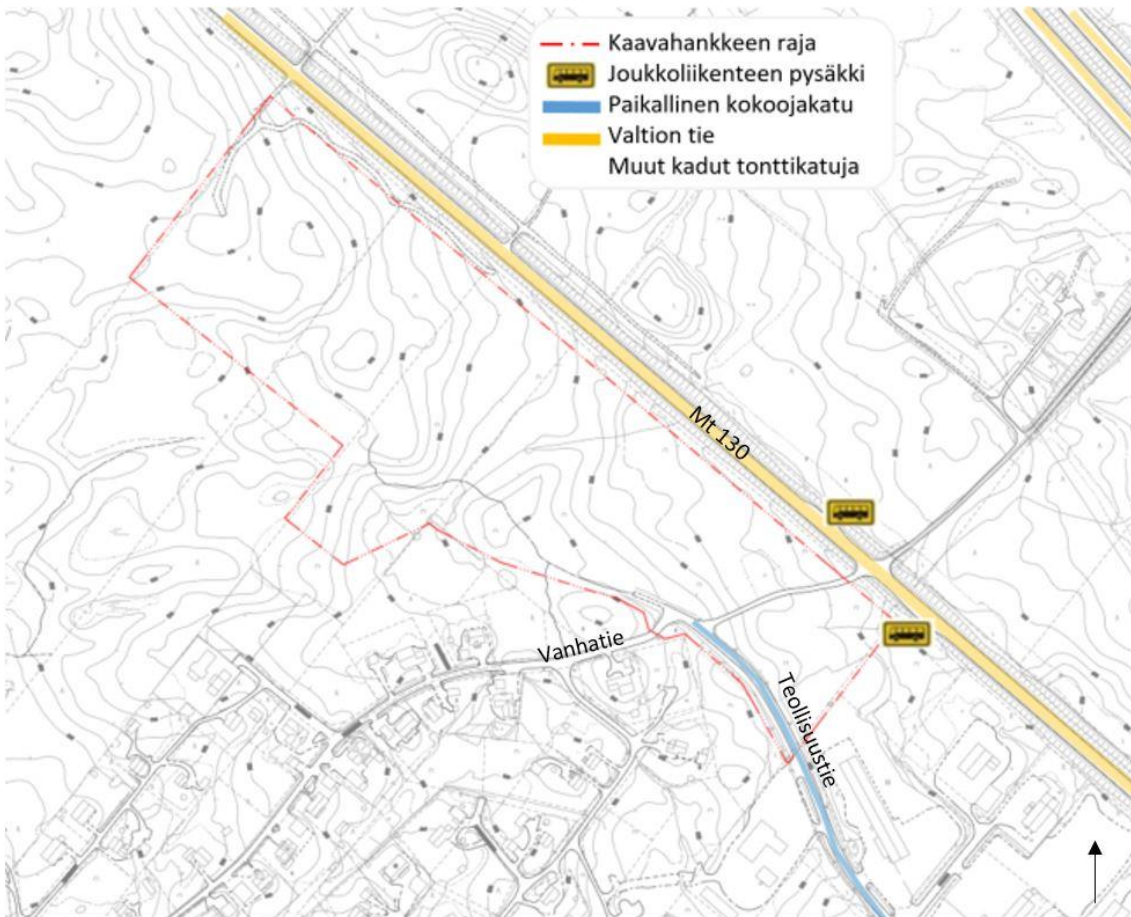 Kaavahankkeen raja
Joukkoliikenteen pysäkki
Paikallinen kokoojakatu
Valtion tie
Muut kadut tonttikatuja
Mt 130
Vanhatie
Teollisuustie